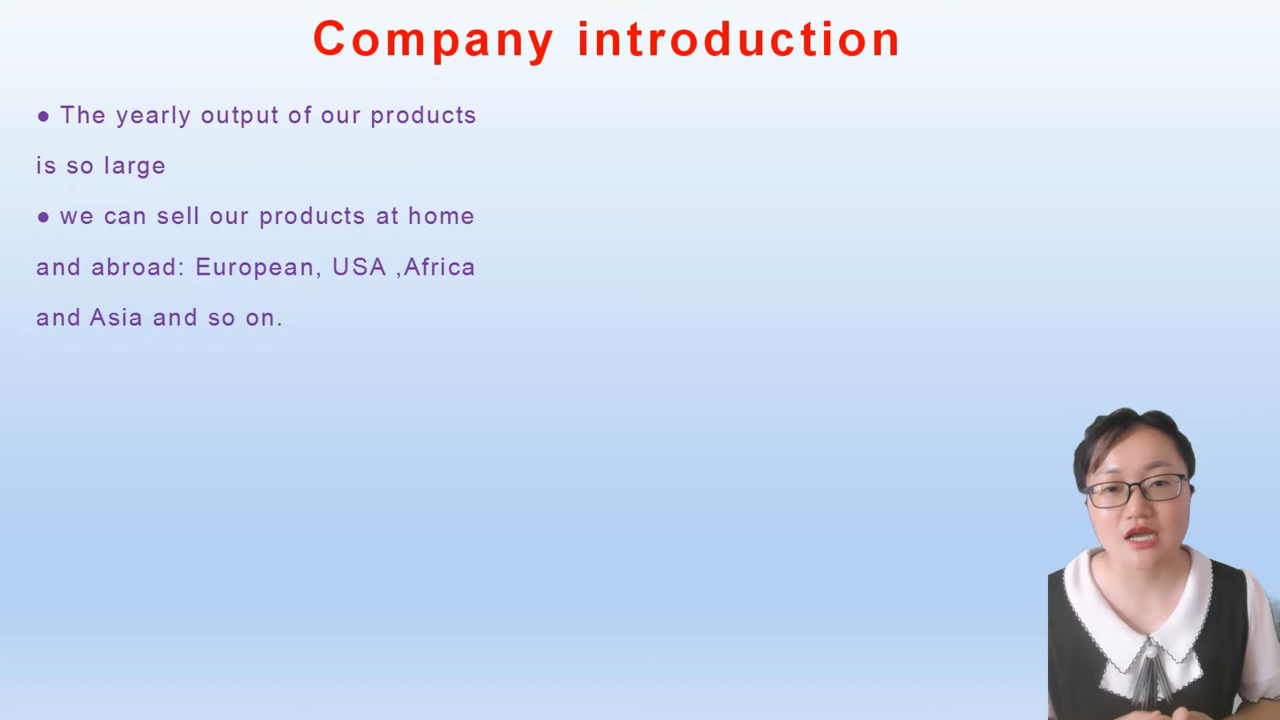 Company introduction
● The yearly output of our products
is so large
● we can sell our products at home
and abroad: European, USA ,Africa
and Asia and so on.